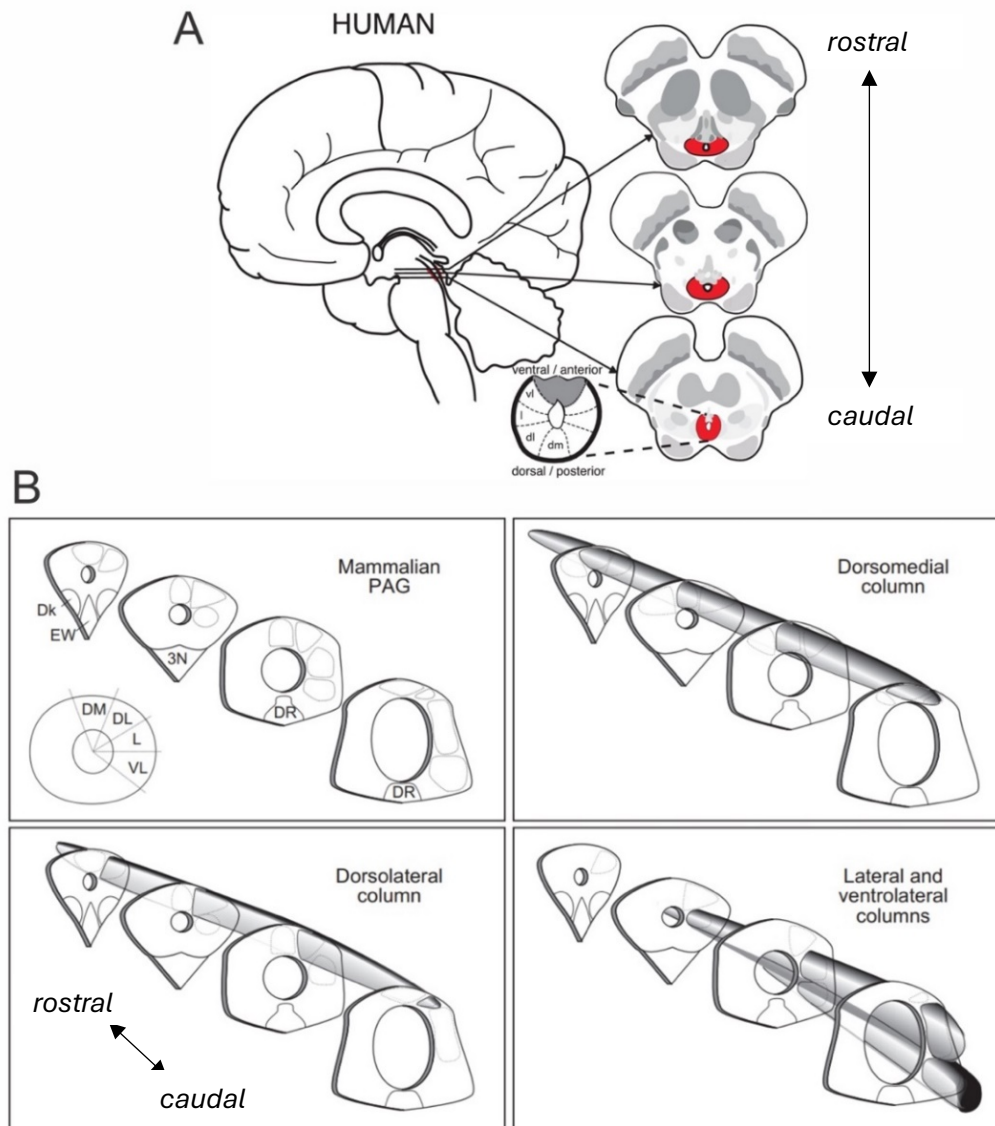 A
HUMAN
rostral
caudal
ventral / anterior
vl
l
dl
dm
dorsal / posterior
B
Mammalian
PAG
Dk
EW
3N
DR
DR
DM
DL
L
VL
Dorsomedial
column
Dorsolateral
column
rostral
caudal
Lateral and
ventrolateral
columns